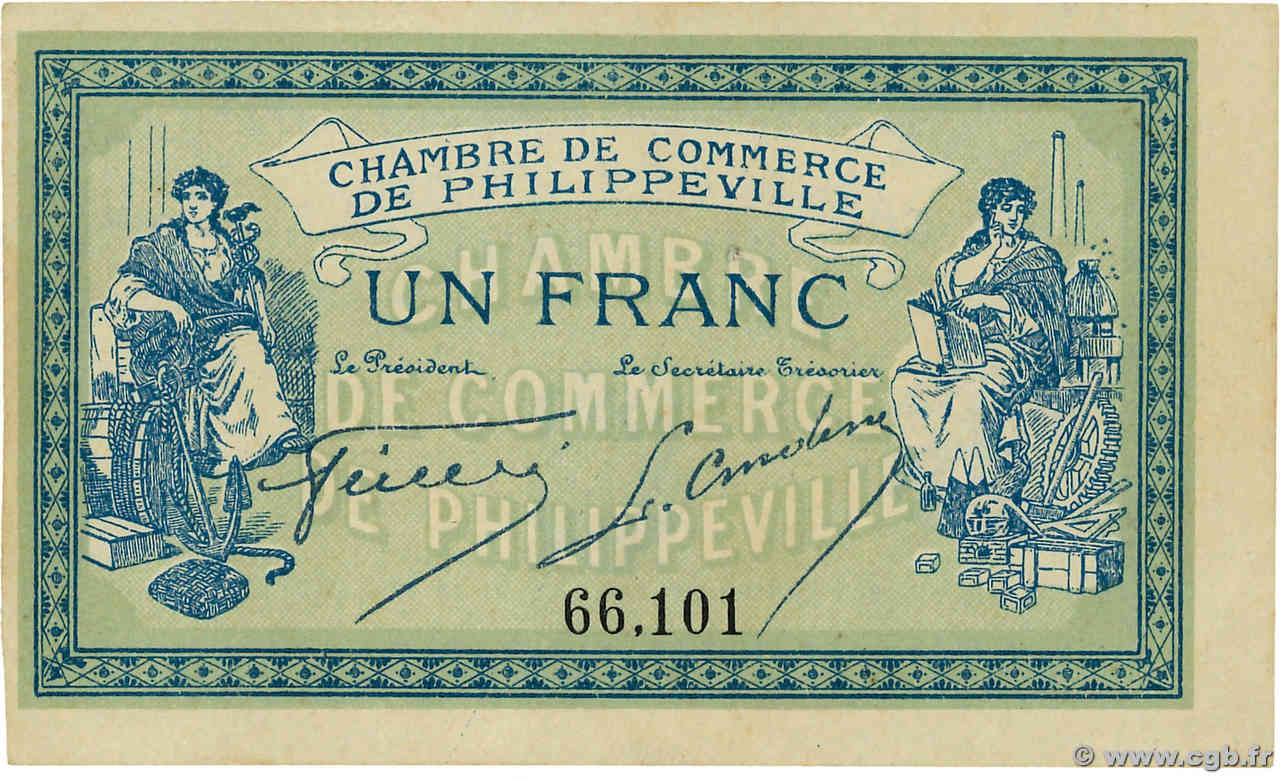 CHAMBRE DE COMMERCE
DE PHILIPPEVILLE
CHAMBRE
UN FRANC
Le Président Le Secrétaire Trésorier
DE COMMERCE
DE PHILIPPEVILLE
66,101
© www.cgb.fr